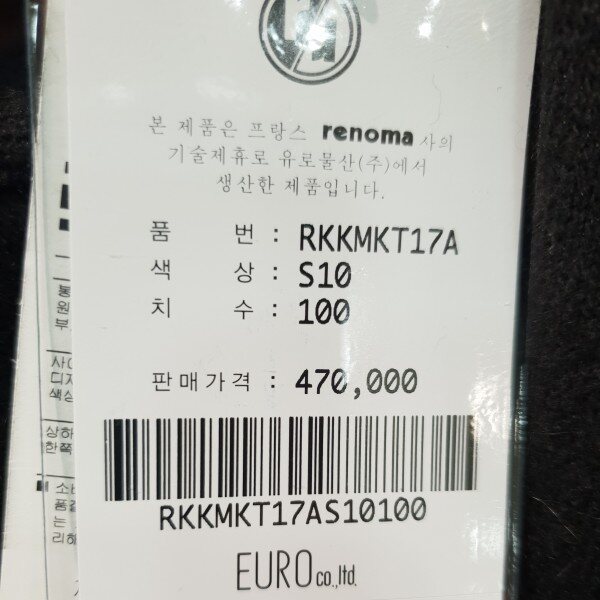 본 제품은 프랑스 renoma 사의
기술제휴로 유로물산(주)에서
생산한 제품입니다.
품 번 : RKKMKT17A
색 상 : S10
치 수 : 100
판매가격 : 470,000
RKKMKT17AS10100
EURO co.,ltd.